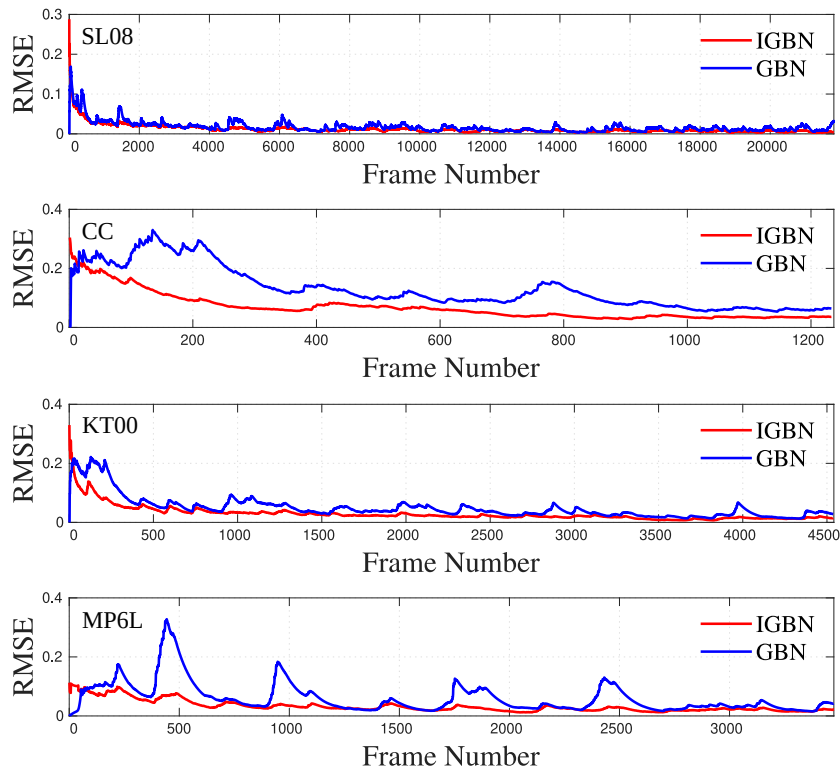 0.3
SL08
IGBN
0.2
GBN
RMSE
0.1
0
0 2000 4000 6000 8000 10000 12000 14000 16000 18000 20000
Frame Number
0.4
CC
IGBN
GBN
RMSE
0.2
0
0 200 400 600 800 1000 1200
Frame Number
0.4
KT00
IGBN
GBN
RMSE
0.2
0
0 500 1000 1500 2000 2500 3000 3500 4000 4500
Frame Number
0.4
MP6L
IGBN
GBN
RMSE
0.2
0
0 500 1000 1500 2000 2500 3000
Frame Number